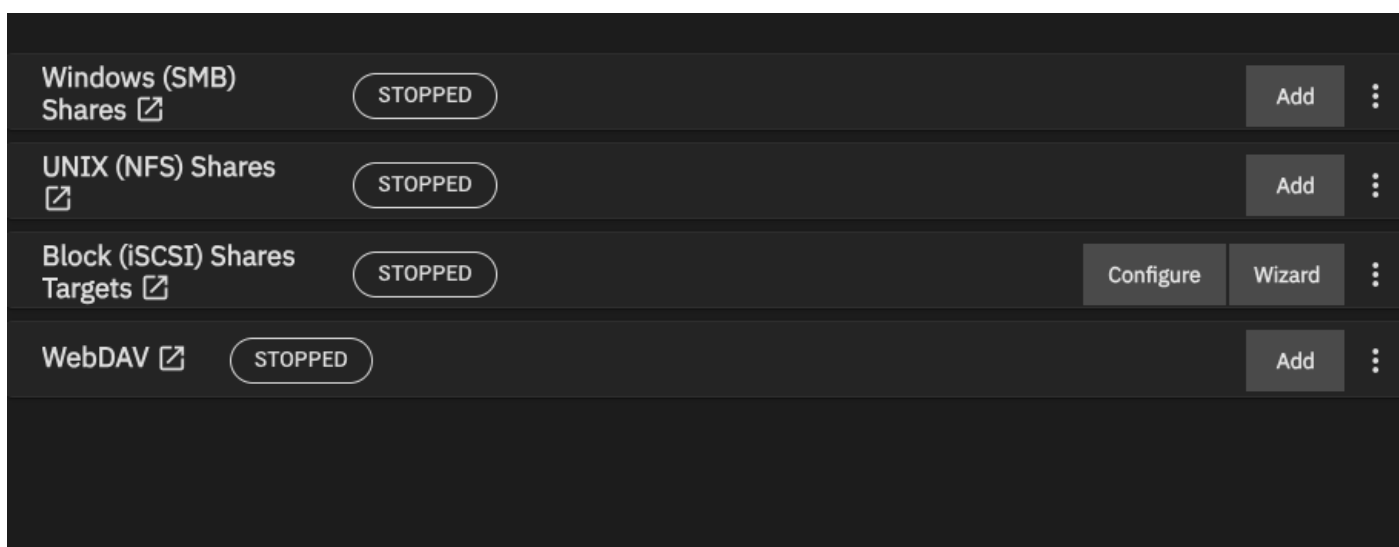 Windows (SMB)
Shares
STOPPED
Add
UNIX (NFS) Shares
STOPPED
Add
Block (iSCSI) Shares
Targets
STOPPED
Configure
Wizard
WebDAV
STOPPED
Add